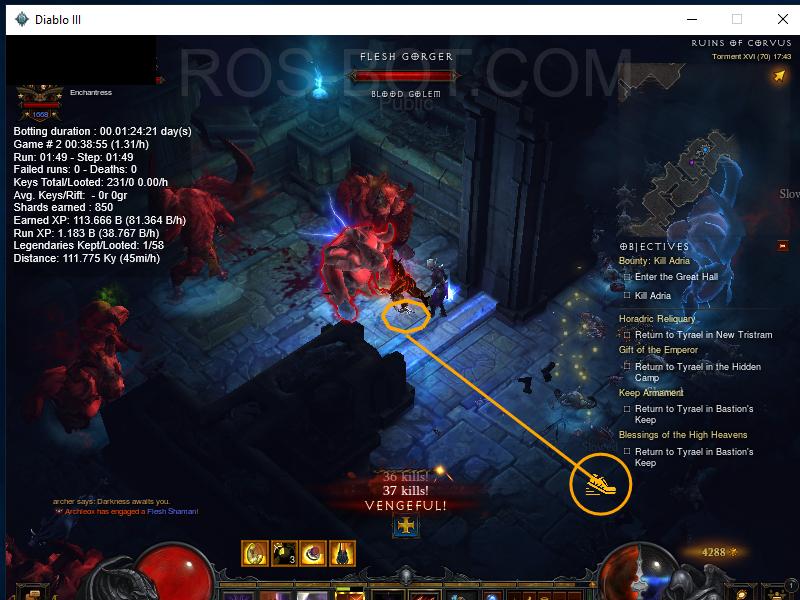 Diablo III
ROS-BOT.COM
Public
FLESH GORGER
BLOOD GOLEM
RUINS OF CORVUS
Torment XVI (70) 17:43
Enchantress
1668
Botting duration : 00.01:24:21 day(s)
Game # 2 00:38:55 (1.31/h)
Run: 01:49 - Step: 01:49
Failed runs: 0 - Deaths: 0
Keys Total/Looted: 231/0 0.00/h
Avg. Keys/Rift:  - 0r 0gr
Shards earned : 850
Earned XP: 113.666 B (81.364 B/h)
Run XP: 1.183 B (38.767 B/h)
Legendaries Kept/Looted: 1/58
Distance: 111.775 Ky (45mi/h)
Slow
OBJECTIVES
Bounty: Kill Adria
Enter the Great Hall
Kill Adria
Horadric Reliquary
Return to Tyrael in New Tristram
Gift of the Emperor
Return to Tyrael in the Hidden
Camp
Keep Armament
Return to Tyrael in Bastion's
Keep
Blessings of the High Heavens
Return to Tyrael in Bastion's
Keep
36 kills!
37 kills!
VENGEFUL!
archer says: Darkness awaits you.
Archleox has engaged a Flesh Shaman!
3
4288
1